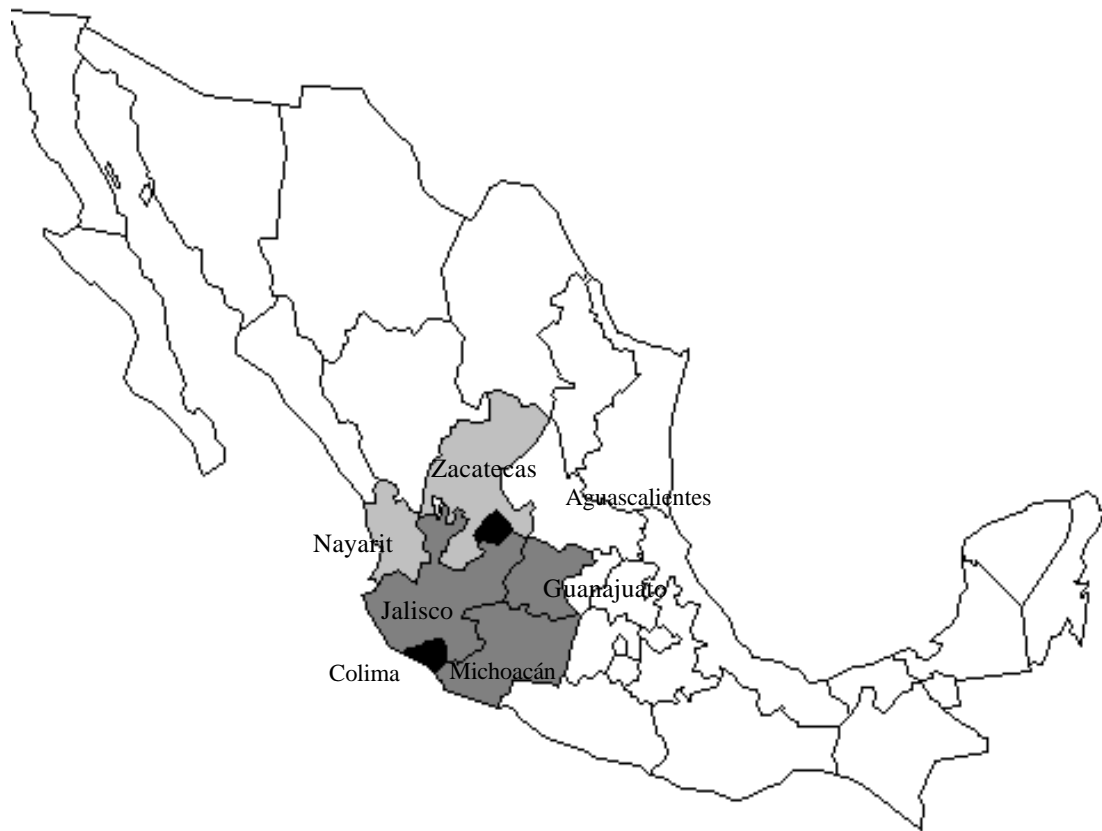 Zacatecas
Aguascalientes
Nayarit
Guanajuato
Jalisco
Colima
Michoacán